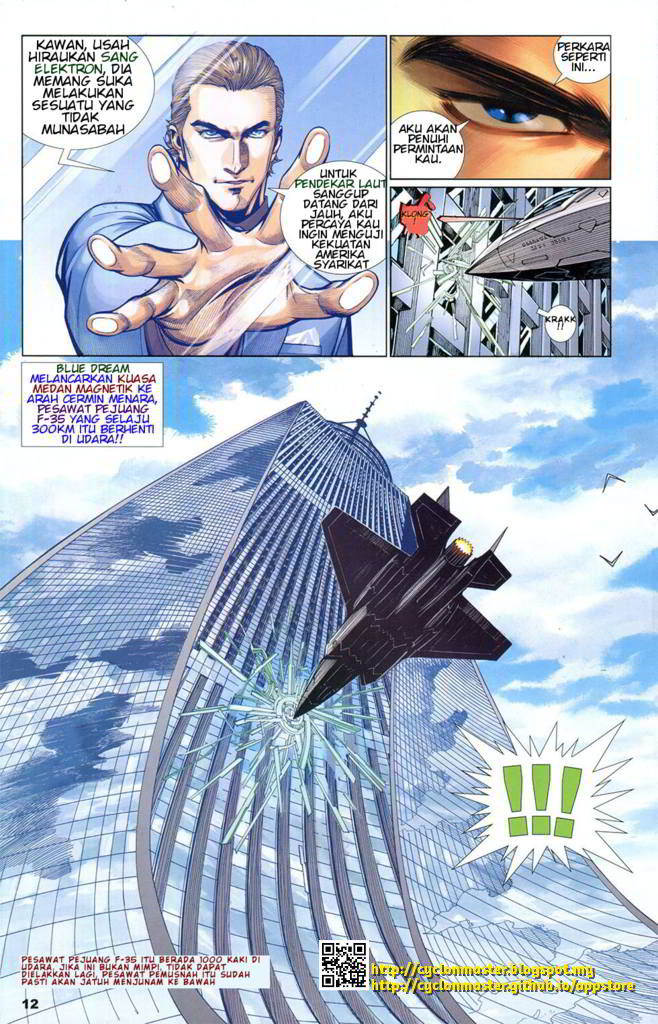 KAWAN, USAH
HIRAUKAN SANG
ELEKTRON, DIA
MEMANG SUKA
MELAKUKAN
SESUATU YANG
TIDAK
MUNASABAH
UNTUK
PENDEKAR LAUT
SANGGUP
DATANG DARI
JAUH, AKU
PERCAYA KAU
INGIN MENGUJI
KEKUATAN
AMERIKA
SYARIKAT
PERKARA
SEPERTI
INI...
AKU AKAN
PENUHI
PERMINTAAN
KAU.
KLONG
!
KRAKK
!!
BLUE DREAM
MELANCARKAN KUASA
MEDAN MAGNETIK KE
ARAH CERMIN MENARA,
PESAWAT PEJUANG
F-35 YANG SELAJU
300KM ITU BERHENTI
DI UDARA!!
!!!
PESAWAT PEJUANG F-35 ITU BERADA 1000 KAKI DI
UDARA. JIKA INI BUKAN MIMPI, TIDAK DAPAT
DIELAKKAN LAGI, PESAWAT PEMUSNAH ITU SUDAH
PASTI AKAN JATUH MENJUNAM KE BAWAH
http://cyclonmaster.blogspot.my
http://cyclonmaster.github.io/appstore
12